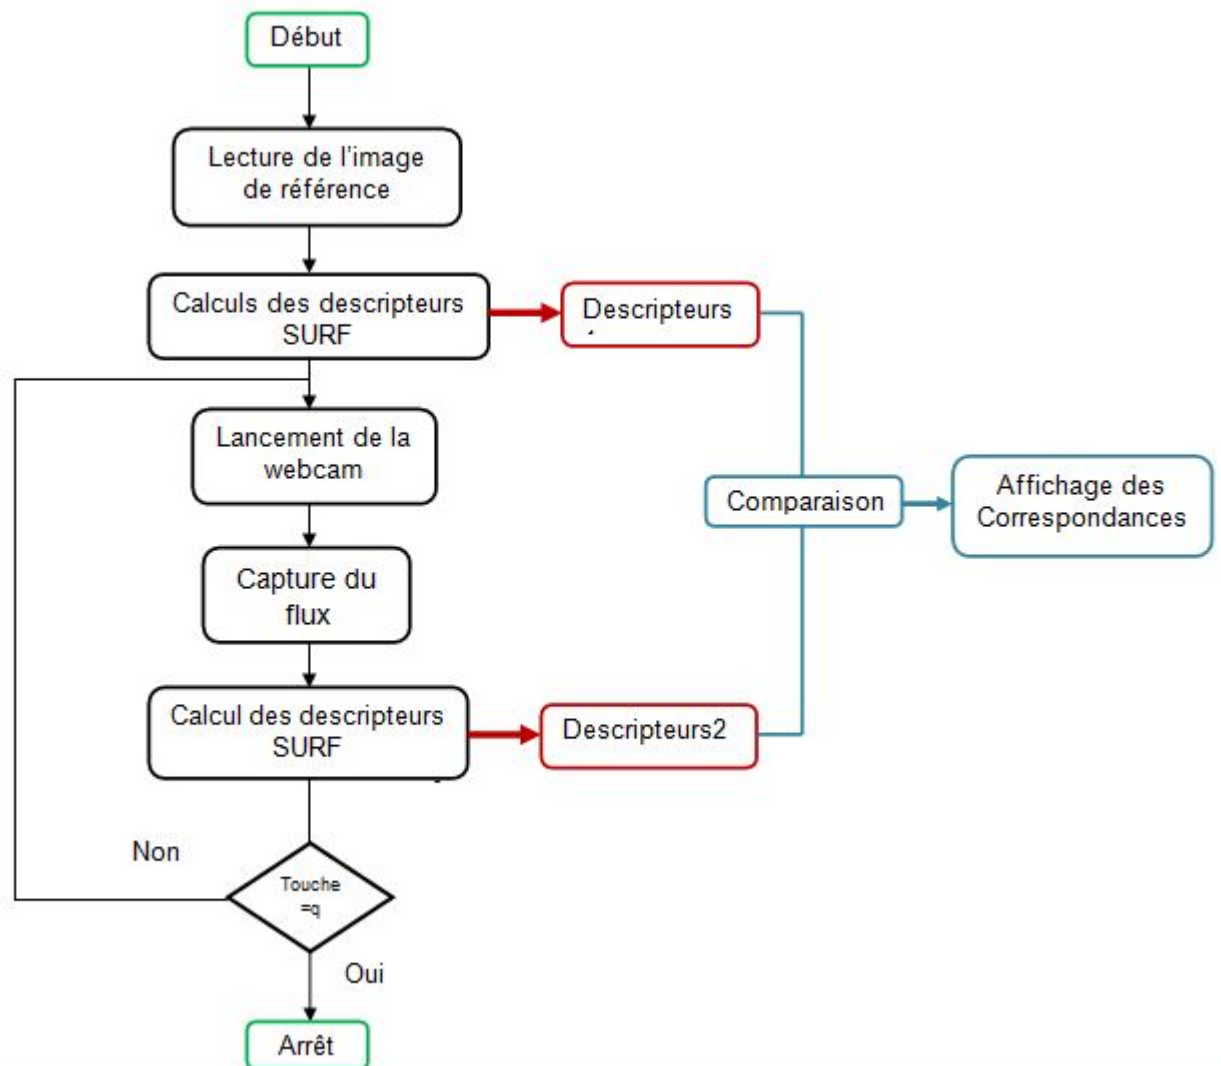 Début
Lecture de l'image
de référence
Calculs des descripteurs
SURF
Descripteurs
Lancement de la
webcam
Comparaison
Affichage des
Correspondances
Capture du
flux
Calcul des descripteurs
SURF
Descripteurs2
Non
Touche
=q
Oui
Arrêt